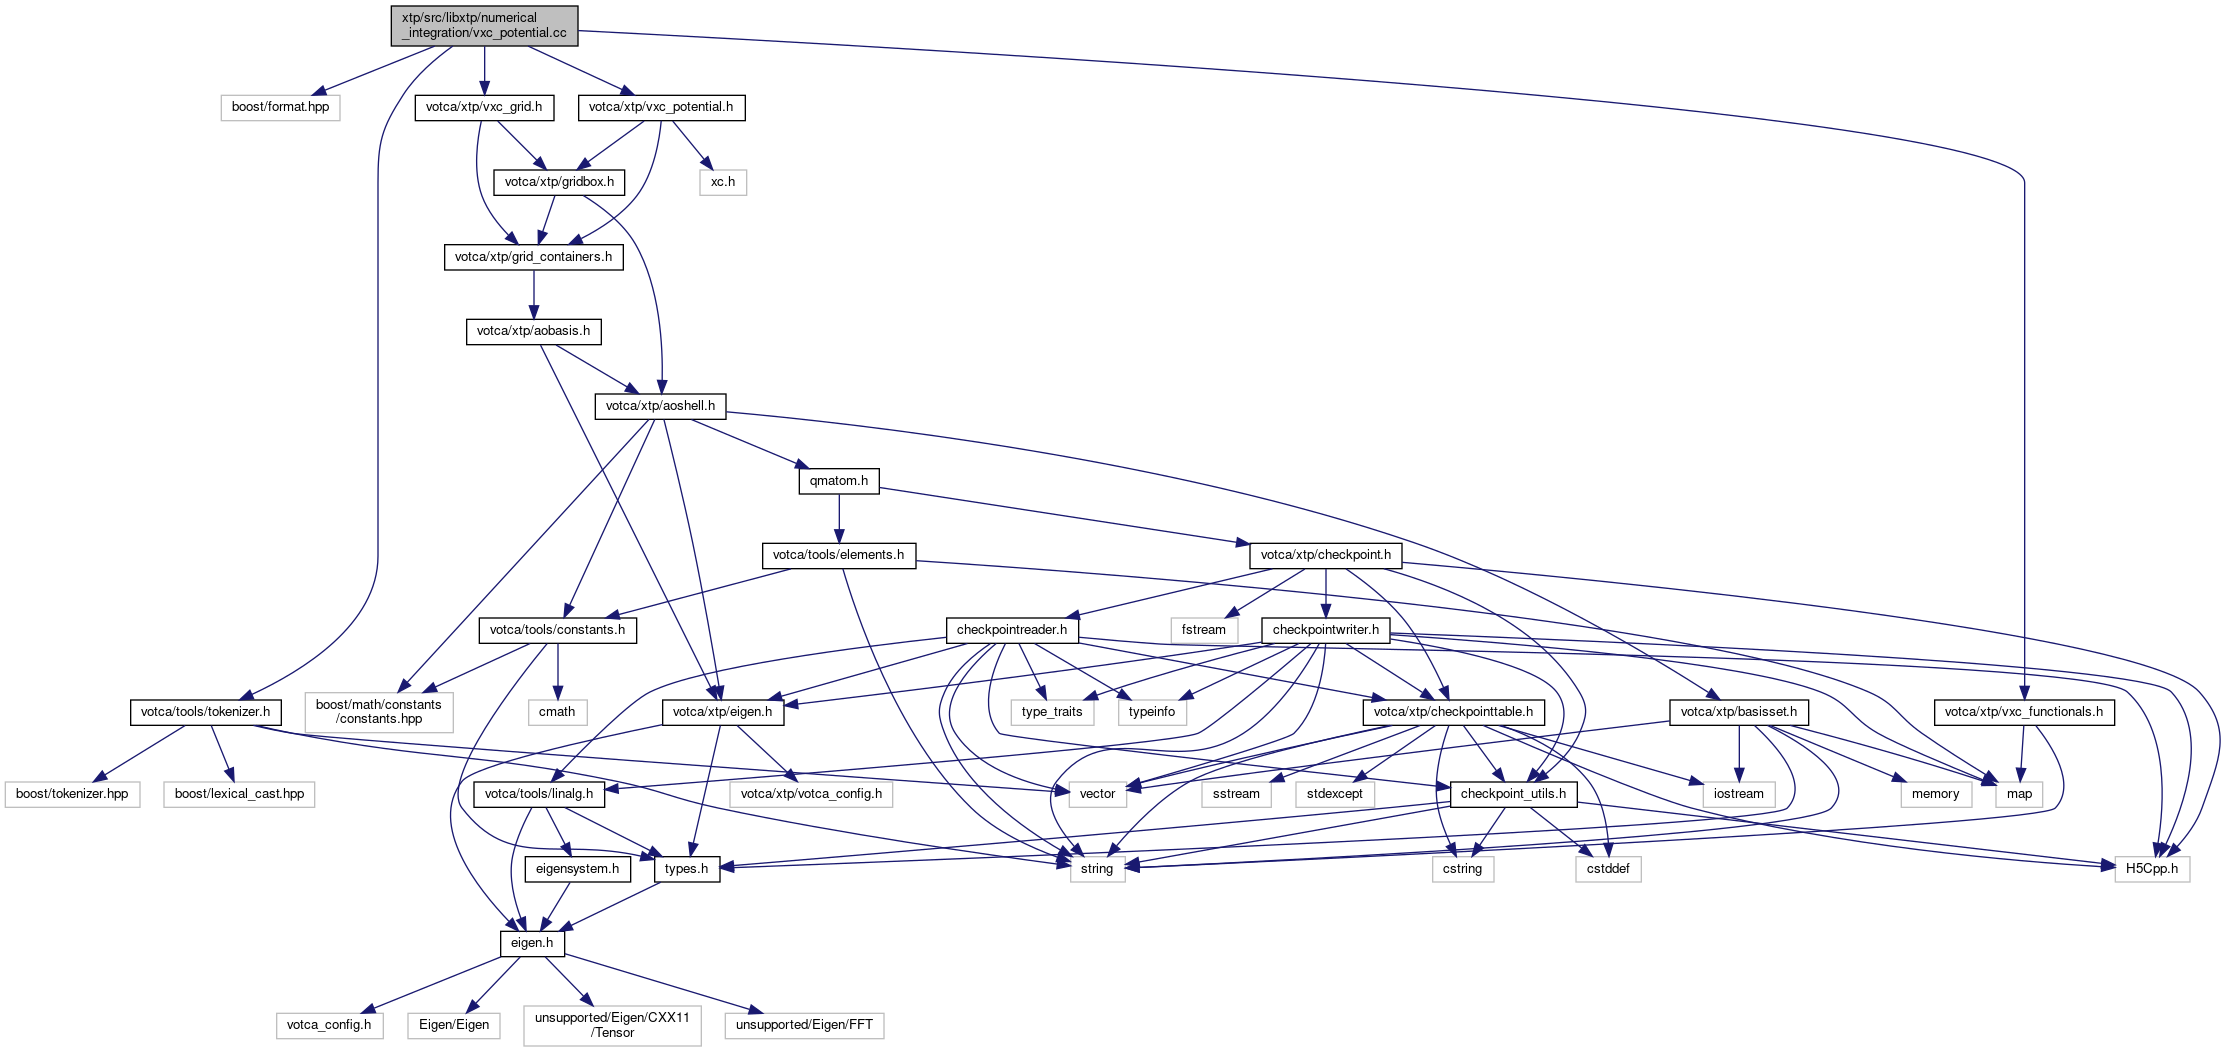 xtp/src/libxtp/numerical
_integration/vxc_potential.cc
boost/format.hpp
votca/xtp/vxc_grid.h
votca/xtp/vxc_potential.h
votca/xtp/gridbox.h
xc.h
votca/xtp/grid_containers.h
votca/xtp/aobasis.h
votca/xtp/aoshell.h
qmatom.h
votca/tools/elements.h
votca/xtp/checkpoint.h
votca/tools/constants.h
checkpointreader.h
fstream
checkpointwriter.h
votca/tools/tokenizer.h
boost/math/constants
/constants.hpp
cmath
votca/xtp/eigen.h
type_traits
typeinfo
votca/xtp/checkpointtable.h
votca/xtp/basisset.h
votca/xtp/vxc_functionals.h
boost/tokenizer.hpp
boost/lexical_cast.hpp
votca/tools/linalg.h
votca/xtp/votca_config.h
vector
sstream
stdexcept
checkpoint_utils.h
iostream
memory
map
eigensystem.h
types.h
string
cstring
cstddef
H5Cpp.h
eigen.h
votca_config.h
Eigen/Eigen
unsupported/Eigen/CXX11
/Tensor
unsupported/Eigen/FFT